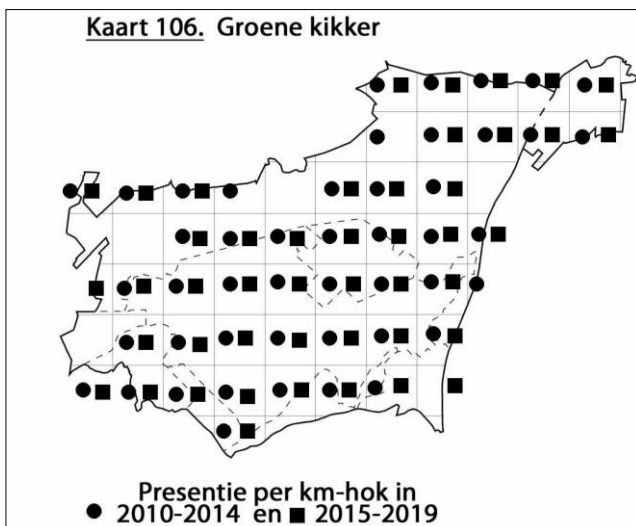 Kaart 106. Groene kikker
Presentie per km-hok in
● 2010-2014 en ■ 2015-2019